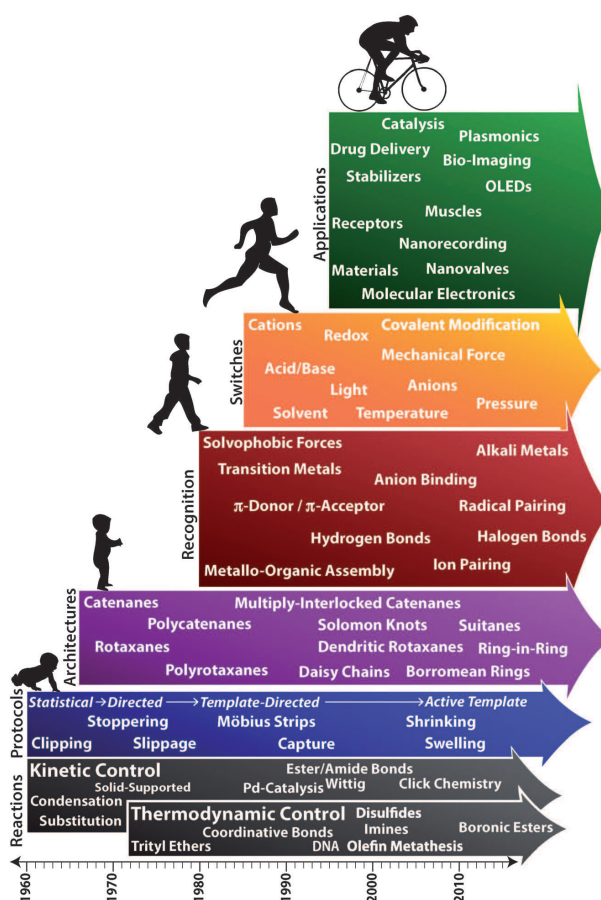 Applications
Catalysis
Plasmonics
Drug Delivery
Bio-Imaging
Stabilizers
OLEDs
Muscles
Receptors
Nanorecording
Materials
Nanovalves
Molecular Electronics
Switches
Cations
Covalent Modification
Redox
Mechanical Force
Acid/Base
Light
Anions
Pressure
Solvent
Temperature
Recognition
Solvophobic Forces
Alkali Metals
Transition Metals
Anion Binding
π-Donor / π-Acceptor
Radical Pairing
Hydrogen Bonds
Halogen Bonds
Metallo-Organic Assembly
Ion Pairing
Architectures
Catenanes
Multiply-Interlocked Catenanes
Polycatenanes
Solomon Knots
Suitanes
Rotaxanes
Dendritic Rotaxanes
Ring-in-Ring
Polyrotaxanes
Daisy Chains
Borromean Rings
Protocols
Statistical → Directed → Template-Directed → Active Template
Stoppering
Möbius Strips
Shrinking
Clipping
Slippage
Capture
Swelling
Reactions
Kinetic Control
Ester/Amide Bonds
Solid-Supported
Pd-Catalysis
Wittig
Click Chemistry
Condensation
Substitution
Thermodynamic Control
Disulfides
Coordinative Bonds
Imines
Boronic Esters
Trityl Ethers
DNA
Olefin Metathesis
1960 1970 1980 1990 2000 2010